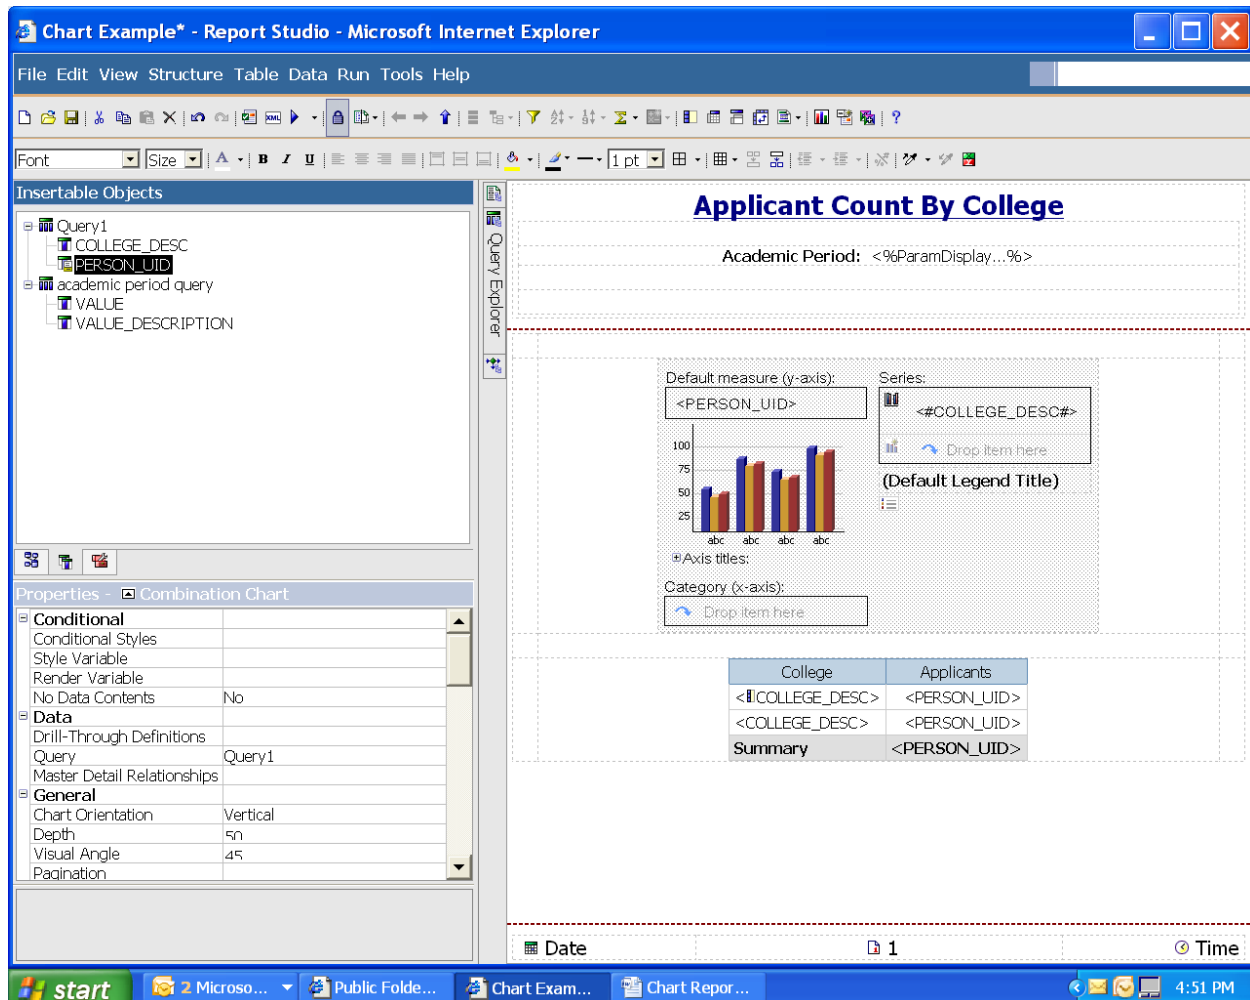 Chart Example* - Report Studio - Microsoft Internet Explorer
File Edit View Structure Table Data Run Tools Help
Font Size A B I U 1 pt
Insertable Objects
Query1
COLLEGE_DESC
PERSON_UID
academic period query
VALUE
VALUE_DESCRIPTION
Query Explorer
Properties - Combination Chart
Conditional
Conditional Styles
Style Variable
Render Variable
No Data Contents No
Data
Drill-Through Definitions
Query Query1
Master Detail Relationships
General
Chart Orientation Vertical
Depth 50
Visual Angle 45
Pagination
Applicant Count By College
Academic Period: <%ParamDisplay...%>
Default measure (y-axis):
<PERSON_UID>
Series:
<#COLLEGE_DESC#>
Drop item here
(Default Legend Title)
100
75
50
25
abc abc abc abc
Axis titles:
Category (x-axis):
Drop item here
College Applicants
<COLLEGE_DESC> <PERSON_UID>
<COLLEGE_DESC> <PERSON_UID>
Summary <PERSON_UID>
Date 1 Time
start 2 Microso... Public Folde... Chart Exam... Chart Repor... 4:51 PM